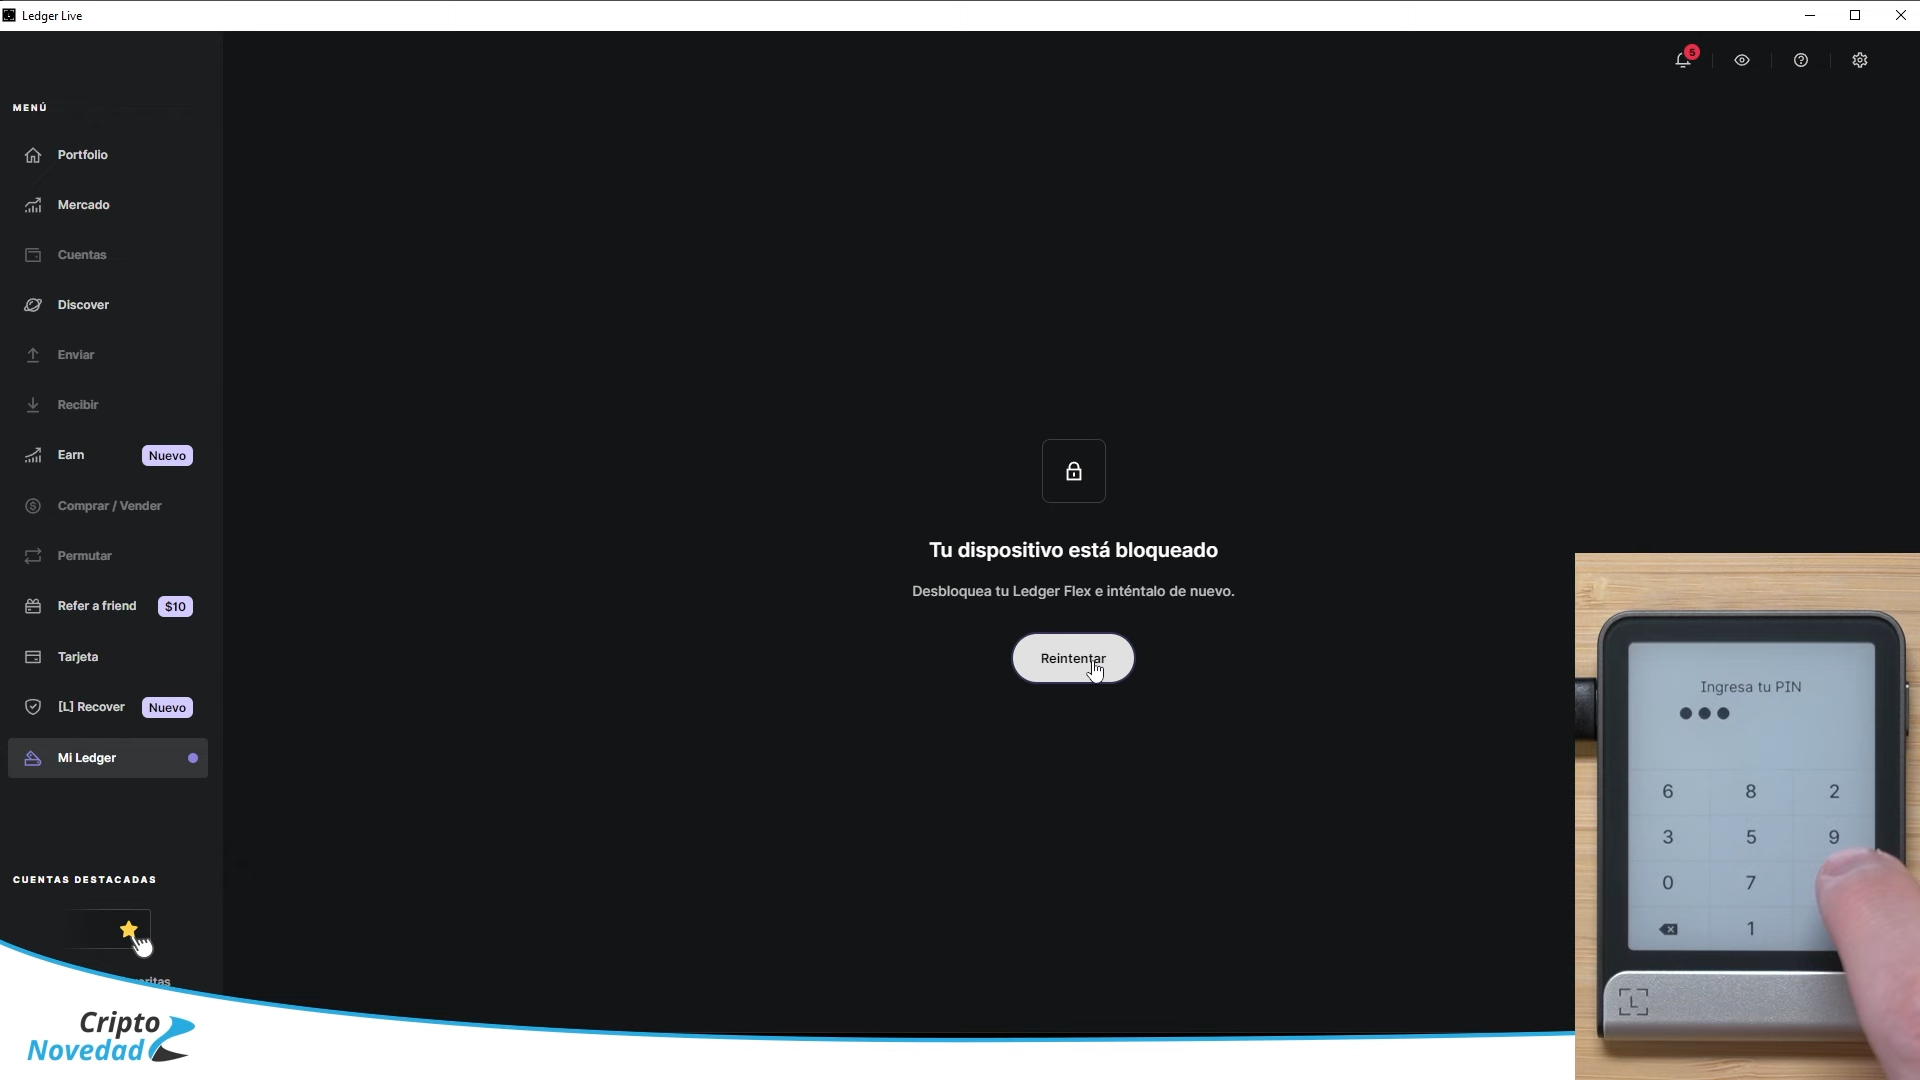 Ledger Live
5
MENÚ
Portfolio
Mercado
Cuentas
Discover
Enviar
Recibir
Earn Nuevo
Comprar / Vender
Permutar
Refer a friend $10
Tarjeta
[L] Recover Nuevo
Mi Ledger
CUENTAS DESTACADAS
Tu dispositivo está bloqueado
Desbloquea tu Ledger Flex e inténtalo de nuevo.
Reintentar
Ingresa tu PIN
6 8 2
3 5 9
0 7
1
L
Cripto
Novedad